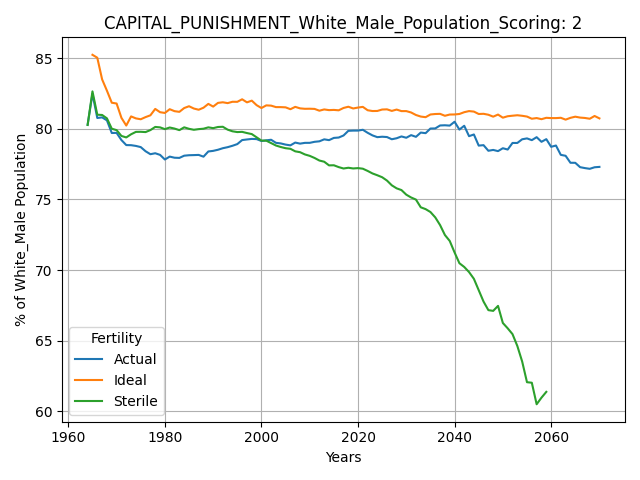 CAPITAL_PUNISHMENT_White_Male_Population_Scoring: 2
% of White_Male Population
85
80
75
70
65
60
Fertility
Actual
Ideal
Sterile
1960
1980
2000
2020
2040
2060
Years